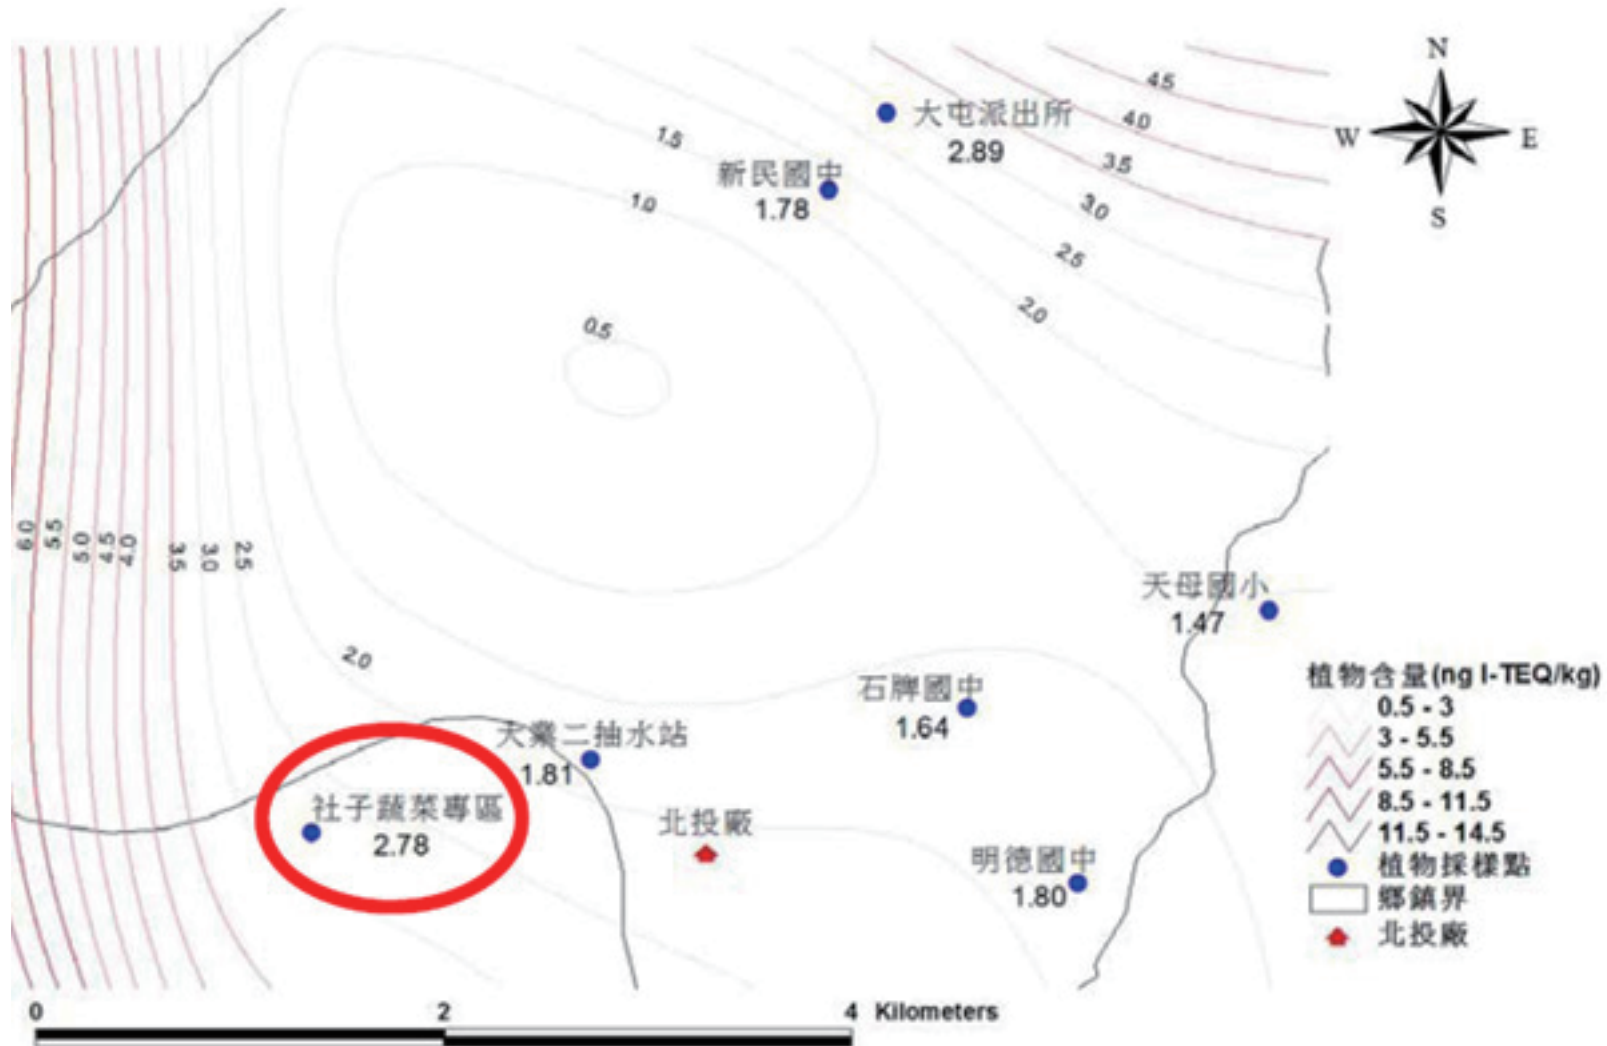 N
W
E
S
4.5
4.0
3.5
3.0
2.5
2.0
1.5
1.0
0.5
大屯派出所
2.89
新民國中
1.78
6.0
5.5
5.0
4.5
4.0
3.5
3.0
2.5
2.0
天母國小
1.47
石牌國中
1.64
大業二抽水站
1.81
社子蔬菜專區
2.78
北投廠
明德國中
1.80
植物含量(ng I-TEQ/kg)
0.5 - 3
3 - 5.5
5.5 - 8.5
8.5 - 11.5
11.5 - 14.5
植物採樣點
鄉鎮界
北投廠
0
2
4 Kilometers